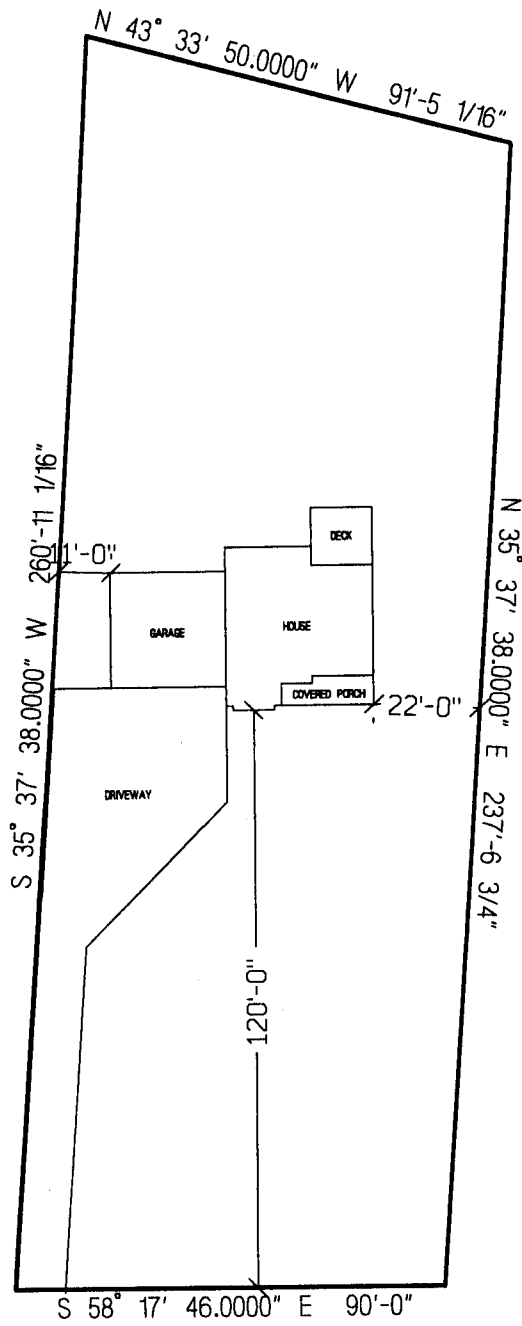 N 43° 33' 50.0000" W 91'-5 1/16"
260'-11 1/16"
S 35° 37' 38.0000" W
11'-0"
N 35° 37' 38.0000" E 237'-6 3/4"
DECK
GARAGE
HOUSE
COVERED PORCH
22'-0"
DRIVEWAY
120'-0"
S 58° 17' 46.0000" E 90'-0"